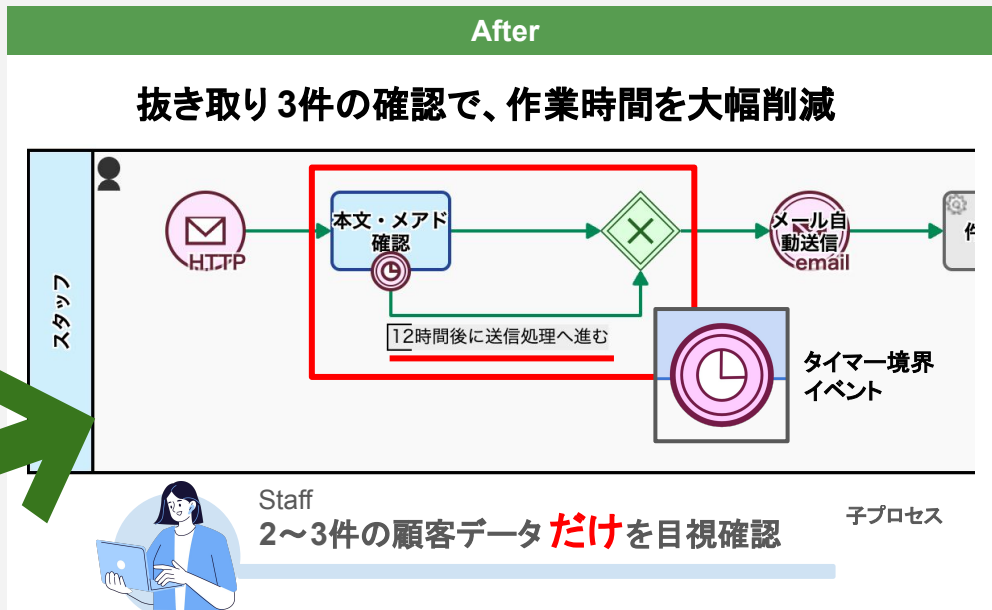 After
抜き取り3件の確認で、作業時間を大幅削減
スタッフ
HTTP
本文・メアド
確認
メール自
動送信
email
件
12時間後に送信処理へ進む
タイマー境界
イベント
Staff
2〜3件の顧客データだけを目視確認
子プロセス